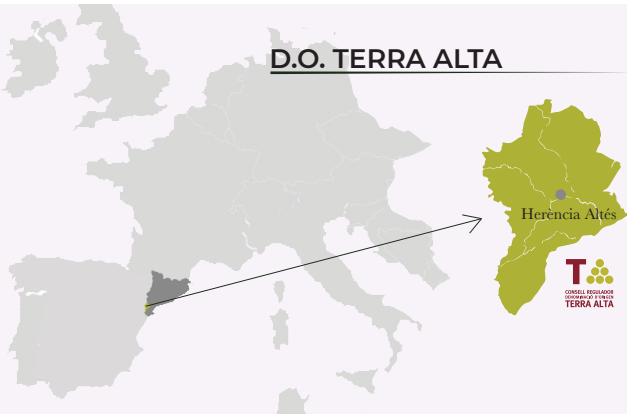 D.O. TERRA ALTA
Herència Altés
T
CONSELL REGULADOR
DENOMINACIÓ D'ORIGEN
TERRA ALTA